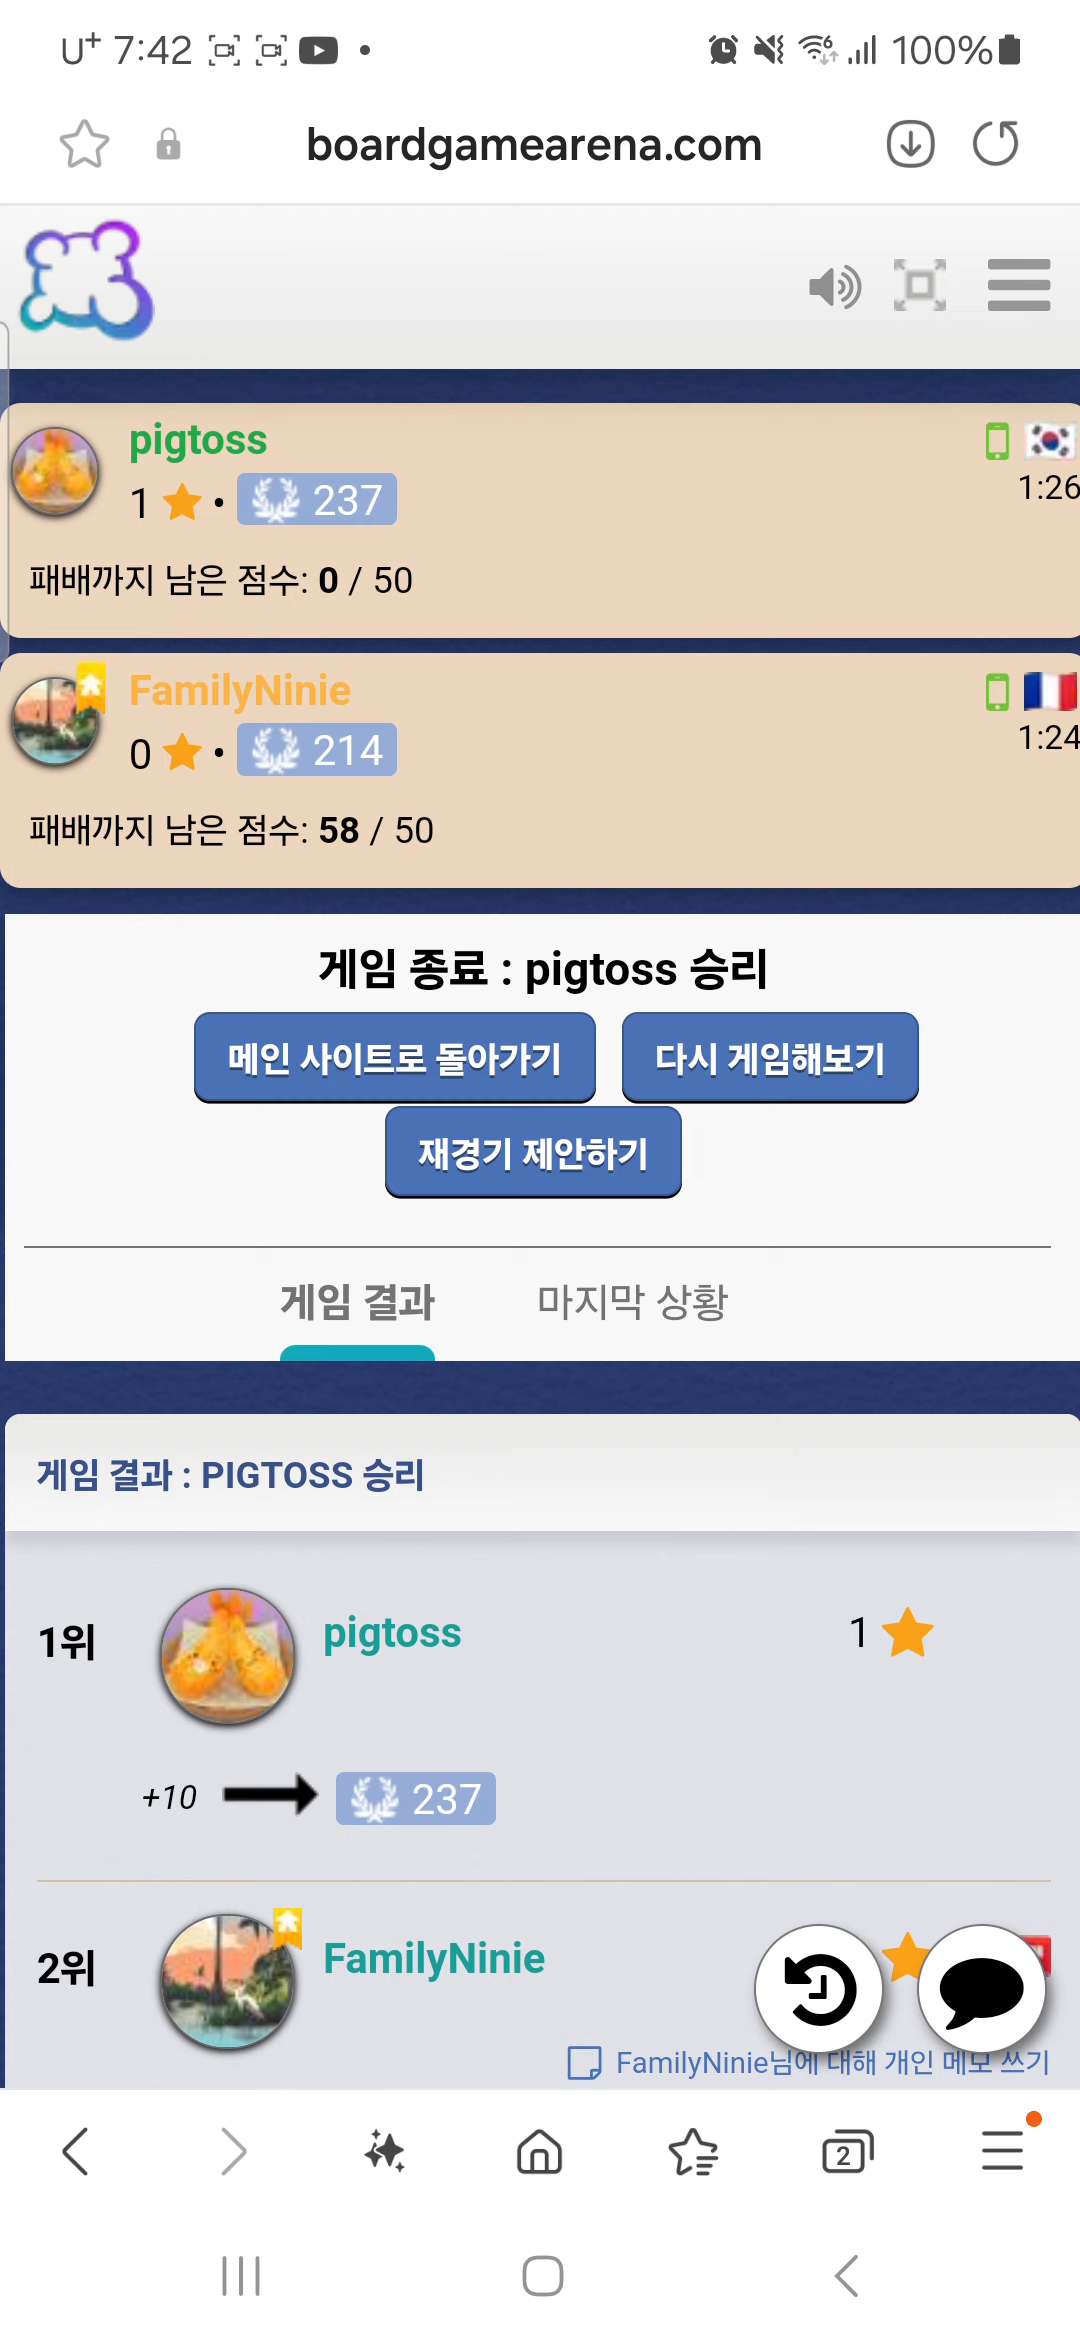 U+ 7:42 100%
boardgamearena.com
pigtoss
1 • 237
1:26
패배까지 남은 점수: 0 / 50
FamilyNinie
0 • 214
1:24
패배까지 남은 점수: 58 / 50
게임 종료 : pigtoss 승리
메인 사이트로 돌아가기 다시 게임해보기
재경기 제안하기
게임 결과 마지막 상황
게임 결과 : PIGTOSS 승리
1위 pigtoss 1
+10 237
2위 FamilyNinie
FamilyNinie님에 대해 개인 메모 쓰기
2